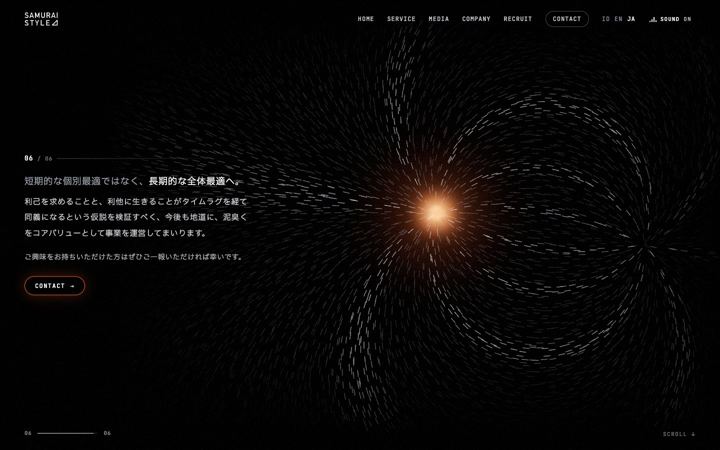 SAMURAI
STYLE
HOME SERVICE MEDIA COMPANY RECRUIT CONTACT ID EN JA SOUND ON
06 / 06
短期的な個別最適ではなく、長期的な全体最適へ。
利己を求めることと、利他に生きることがタイムラグを経て
同義になるという仮説を検証すべく、今後も地道に、泥臭く
をコアバリューとして事業を運営してまいります。
ご興味をお持ちいただけた方はぜひご一報いただければ幸いです。
CONTACT →
06 06
SCROLL ↓